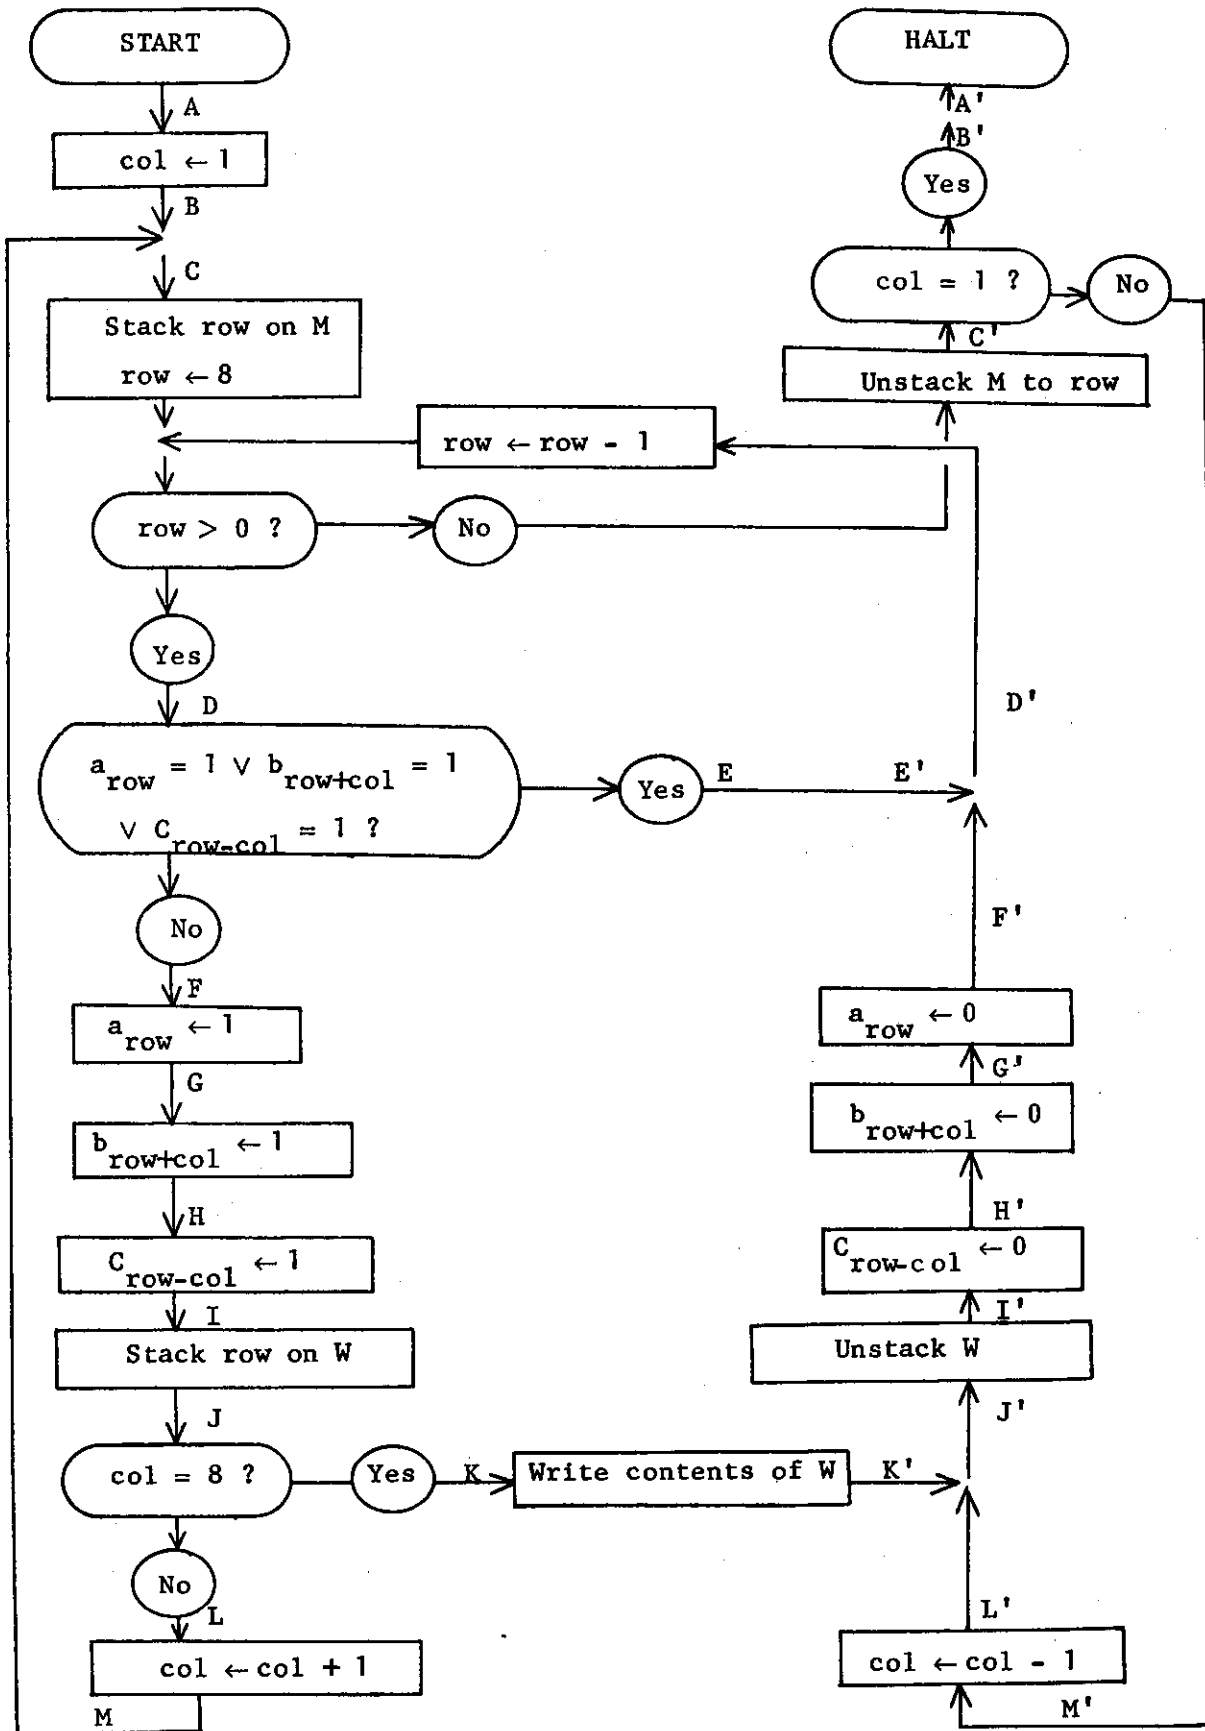 START
A
col ← 1
B
C
Stack row on M
row ← 8
row ← row - 1
row > 0 ?
No
Yes
D
a_row = 1 ∨ b_row+col = 1
∨ C_row-col = 1 ?
Yes
E
No
F
a_row ← 1
G
b_row+col ← 1
H
C_row-col ← 1
I
Stack row on W
J
col = 8 ?
Yes
K
Write contents of W
K'
No
L
col ← col + 1
M
HALT
A'
B'
Yes
col = 1 ?
No
C'
Unstack M to row
D'
E'
F'
a_row ← 0
G'
b_row+col ← 0
H'
C_row-col ← 0
I'
Unstack W
J'
L'
col ← col - 1
M'